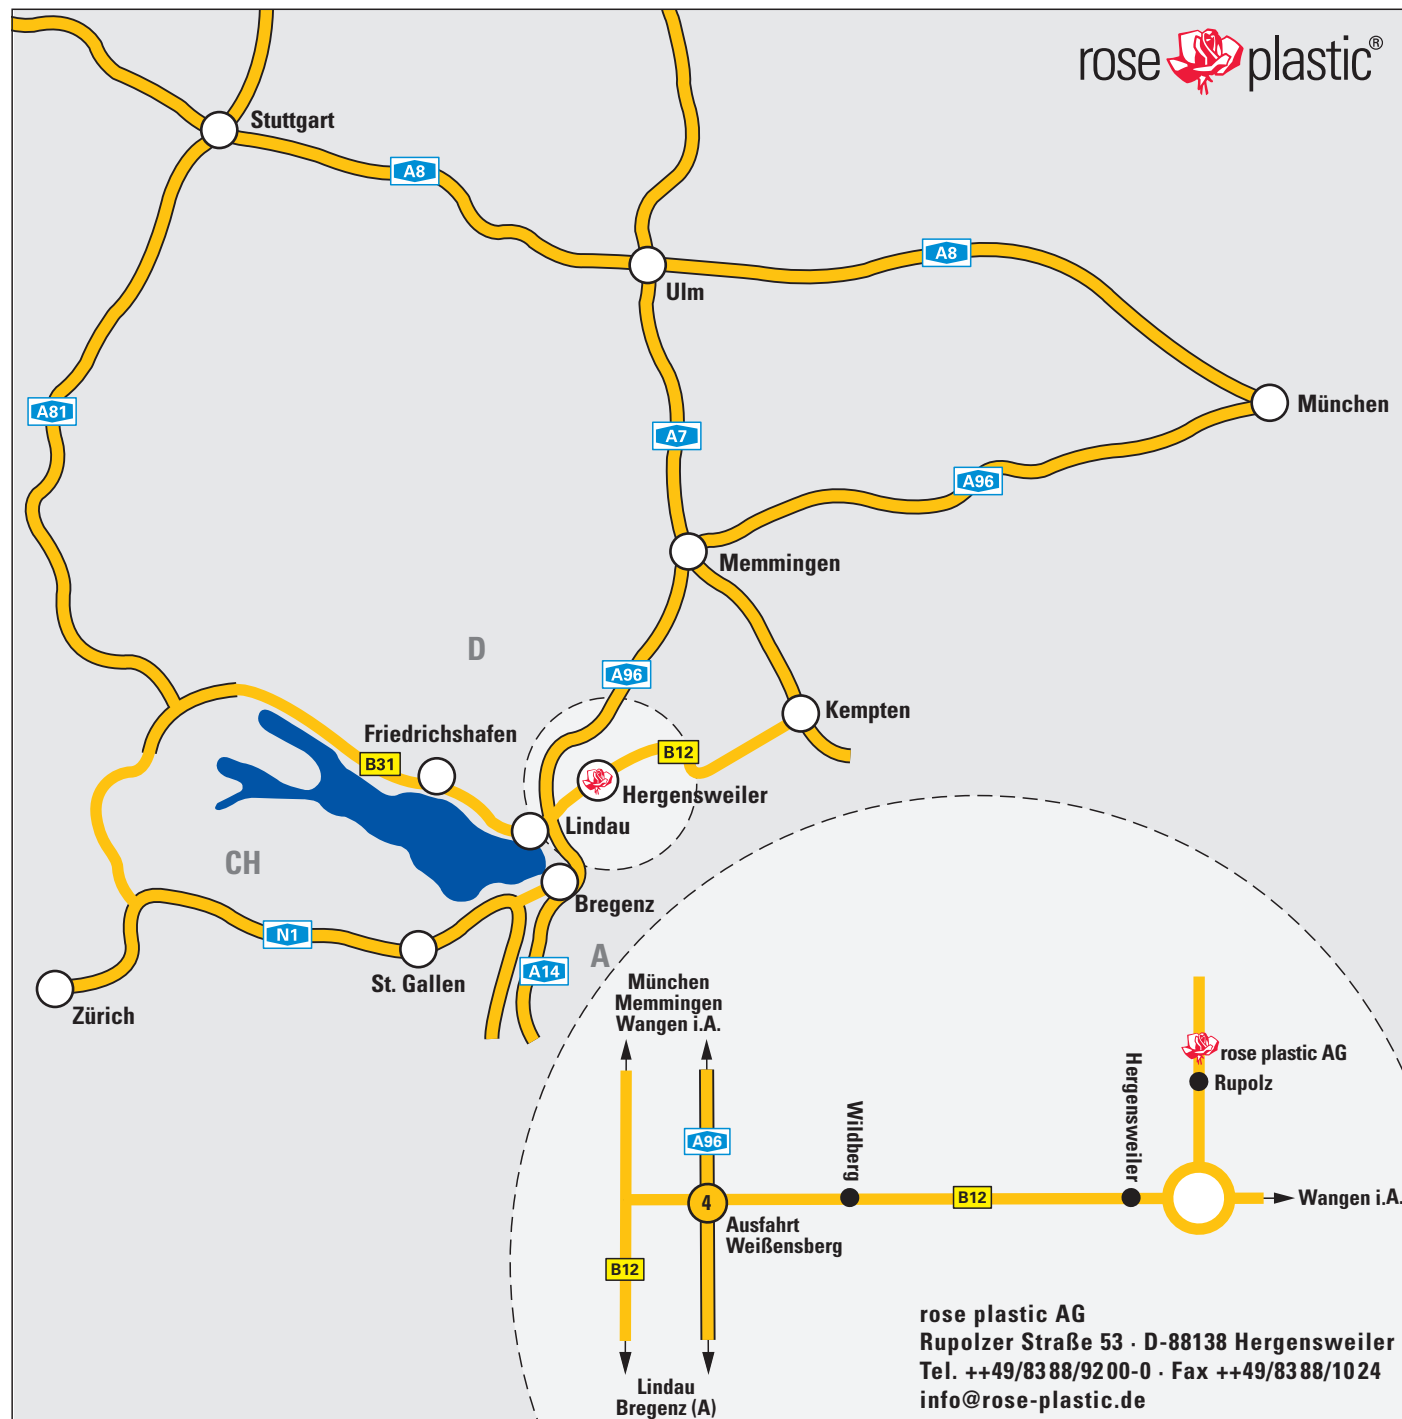 rose plastic®
Stuttgart
A8
A8
Ulm
A81
A7
München
A96
Memmingen
D
A96
Kempten
Friedrichshafen
B31
B12
Hergensweiler
Lindau
CH
Bregenz
N1
St. Gallen
A
A14
Zürich
München
Memmingen
Wangen i.A.
A96
Wildberg
Hergensweiler
rose plastic AG
Rupolz
B12
Wangen i.A.
4
Ausfahrt
Weißensberg
B12
Lindau
Bregenz (A)
rose plastic AG
Rupolzer Straße 53 · D-88138 Hergensweiler
Tel. ++49/8388/9200-0 · Fax ++49/8388/1024
info@rose-plastic.de